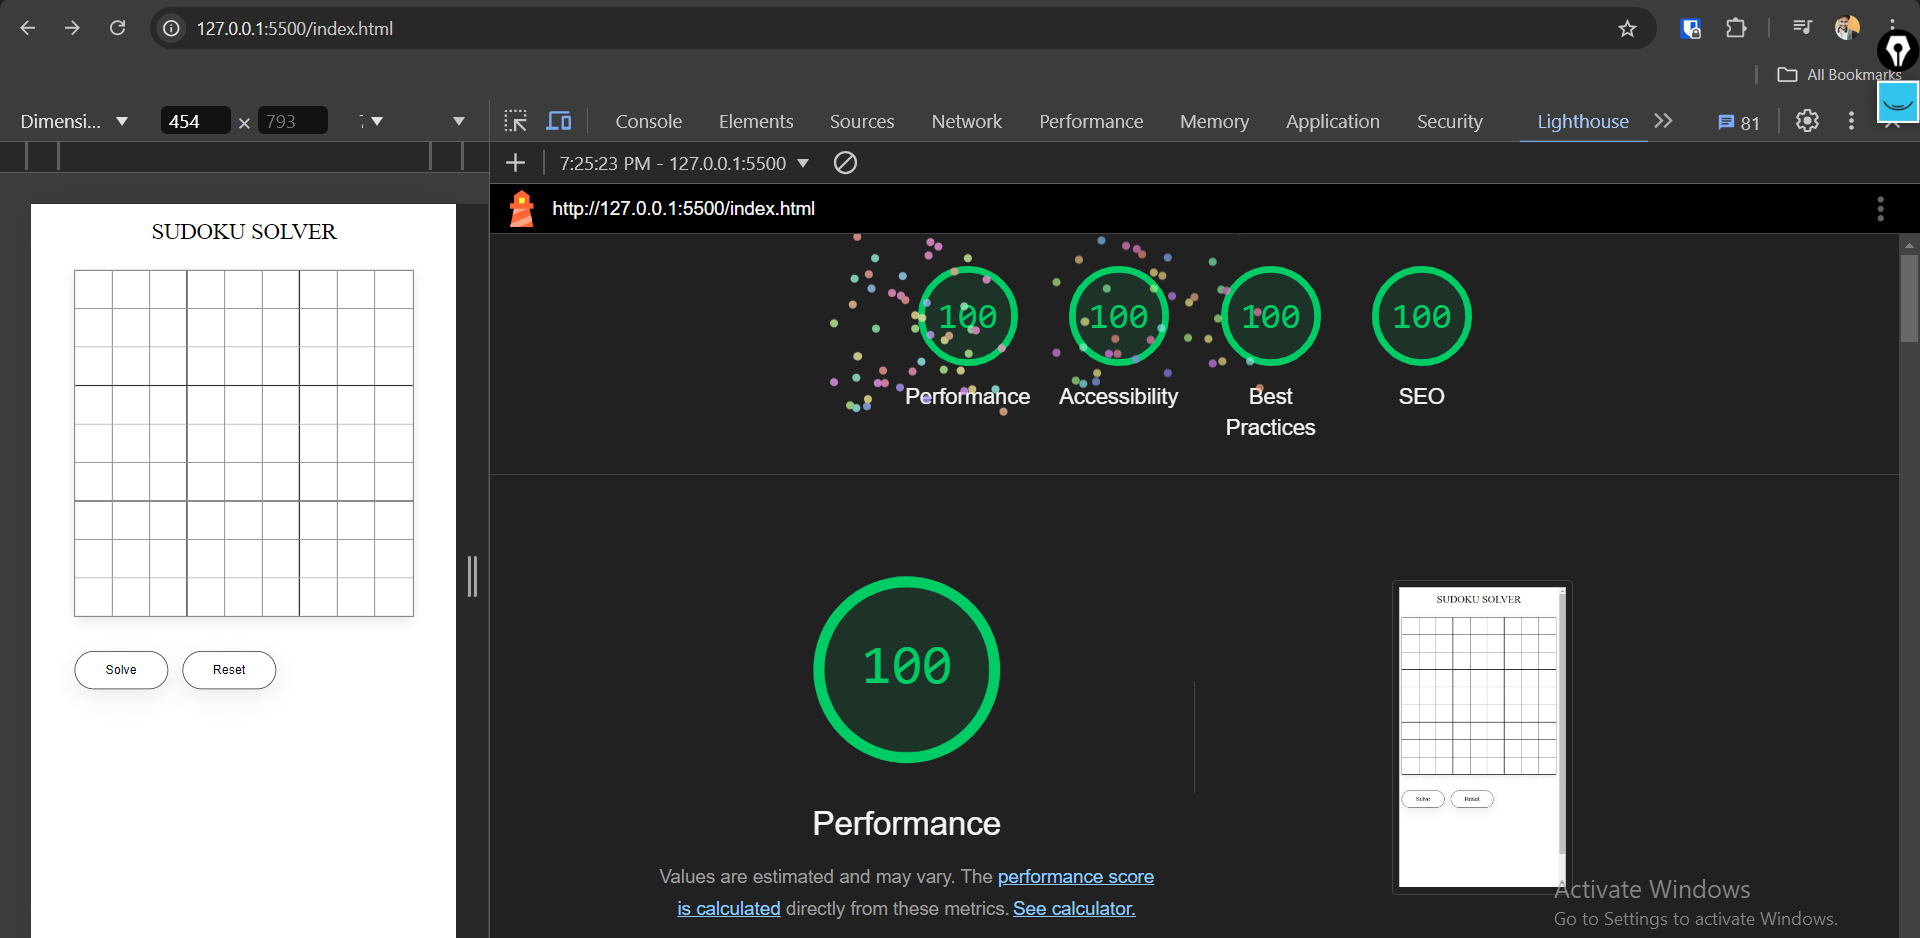 127.0.0.1:5500/index.html
All Bookmarks
Dimensi... 454 × 793
Console Elements Sources Network Performance Memory Application Security Lighthouse 81
7:25:23 PM - 127.0.0.1:5500
http://127.0.0.1:5500/index.html
SUDOKU SOLVER
Solve Reset
100 100 100 100
Performance Accessibility Best Practices SEO
100
Performance
Values are estimated and may vary. The performance score
is calculated directly from these metrics. See calculator.
SUDOKU SOLVER
Solve Reset
Activate Windows
Go to Settings to activate Windows.